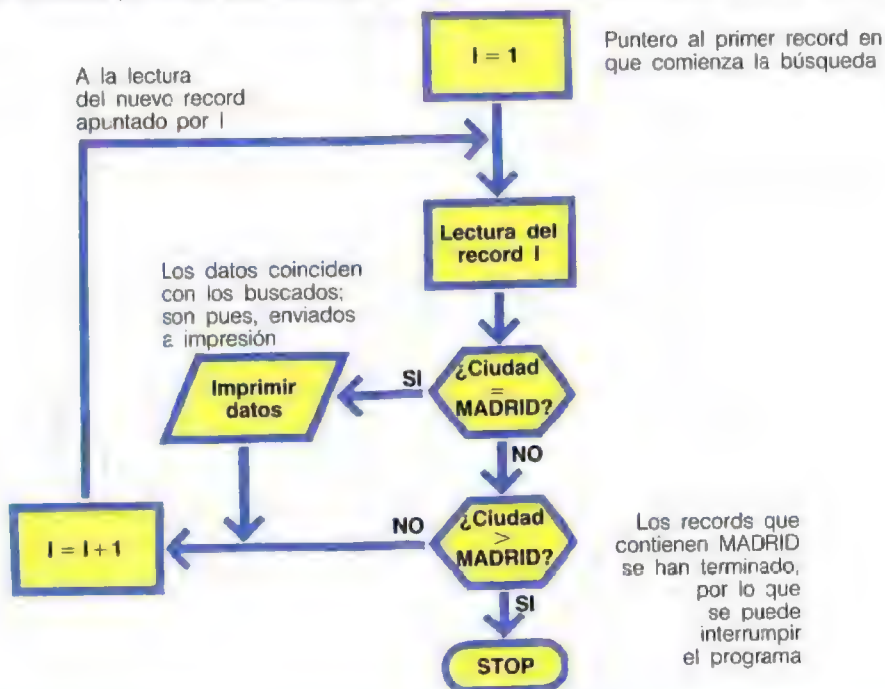 I = 1
Puntero al primer record en
que comienza la búsqueda
A la lectura
del nuevo record
apuntado por I
Lectura del
record I
Los datos coinciden
con los buscados;
son pues, enviados
a impresión
Imprimir
datos
SI
¿Ciudad
=
MADRID?
NO
I = I + 1
NO
¿Ciudad
>
MADRID?
Los records que
contienen MADRID
se han terminado,
por lo que
se puede
interrumpir
el programa
SI
STOP